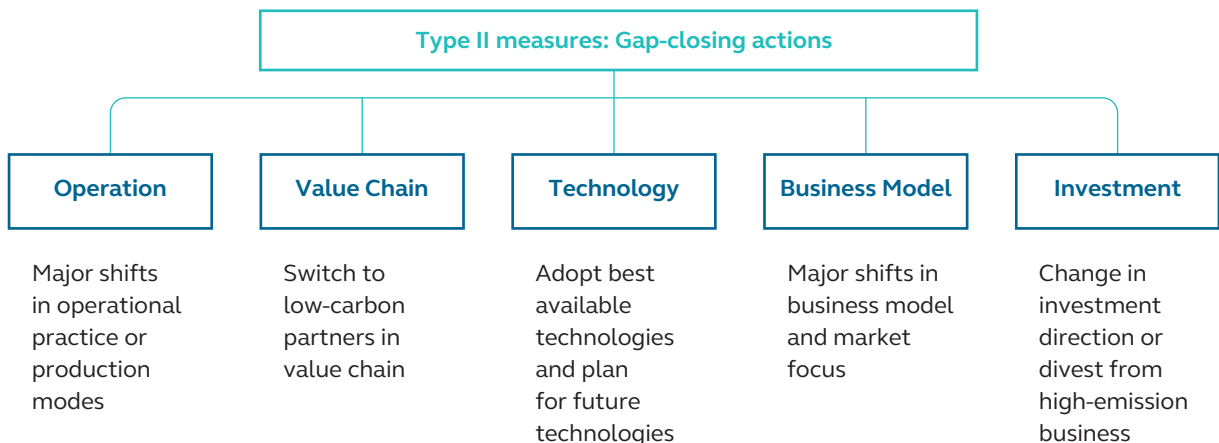 Type II measures: Gap-closing actions
Operation
Major shifts
in operational
practice or
production
modes
Value Chain
Switch to
low-carbon
partners in
value chain
Technology
Adopt best
available
technologies
and plan
for future
technologies
Business Model
Major shifts in
business model
and market
focus
Investment
Change in
investment
direction or
divest from
high-emission
business